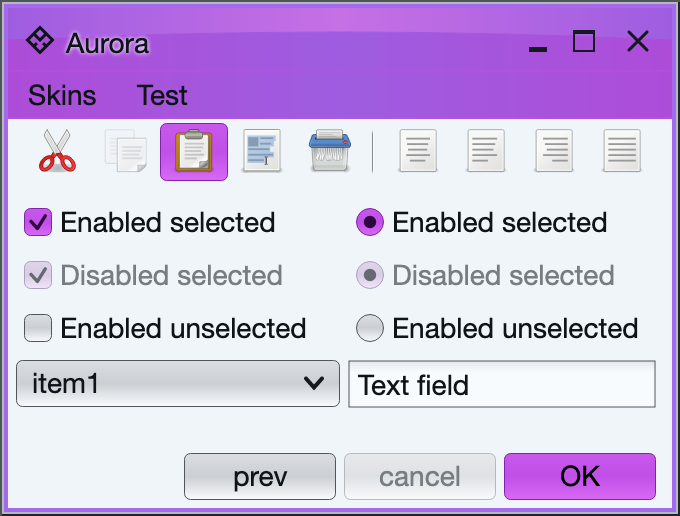 Aurora
Skins Test
Enabled selected Enabled selected
Disabled selected Disabled selected
Enabled unselected Enabled unselected
item1 Text field
prev cancel OK